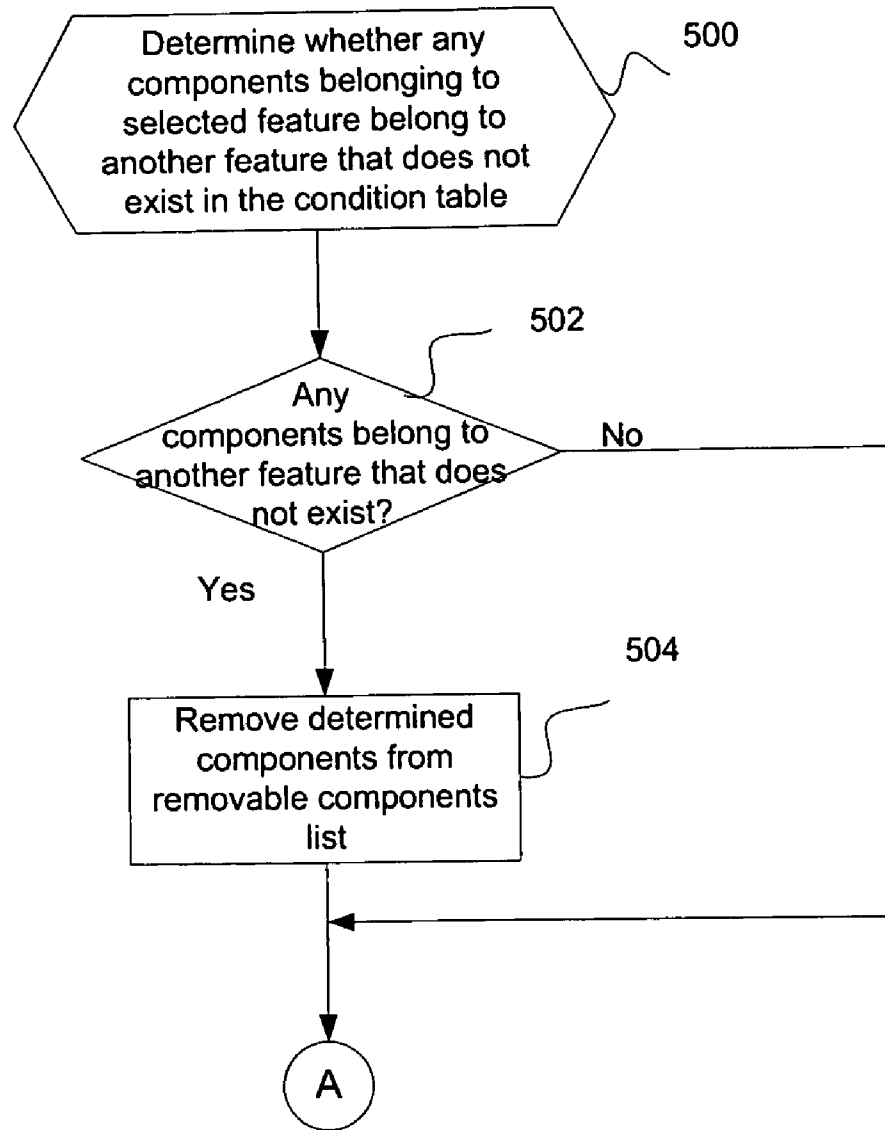 Determine whether any
components belonging to
selected feature belong to
another feature that does not
exist in the condition table
500
502
Any
components belong to
another feature that does
not exist?
No
Yes
504
Remove determined
components from
removable components
list
A